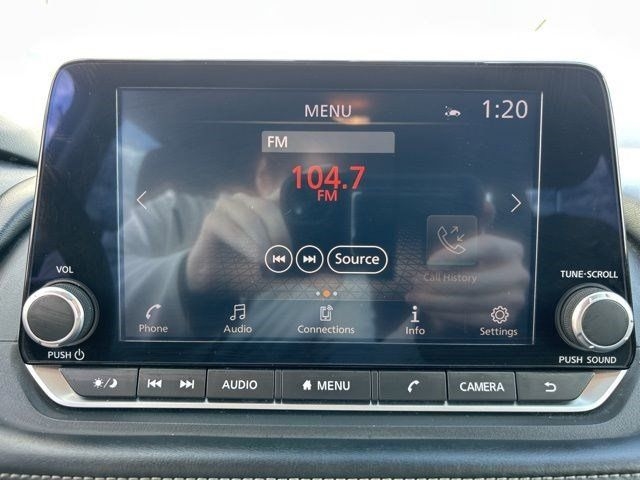 MENU 1:20
FM
104.7
FM
Source
Call History
Phone Audio Connections Info Settings
VOL
PUSH
TUNE-SCROLL
PUSH SOUND
AUDIO MENU CAMERA